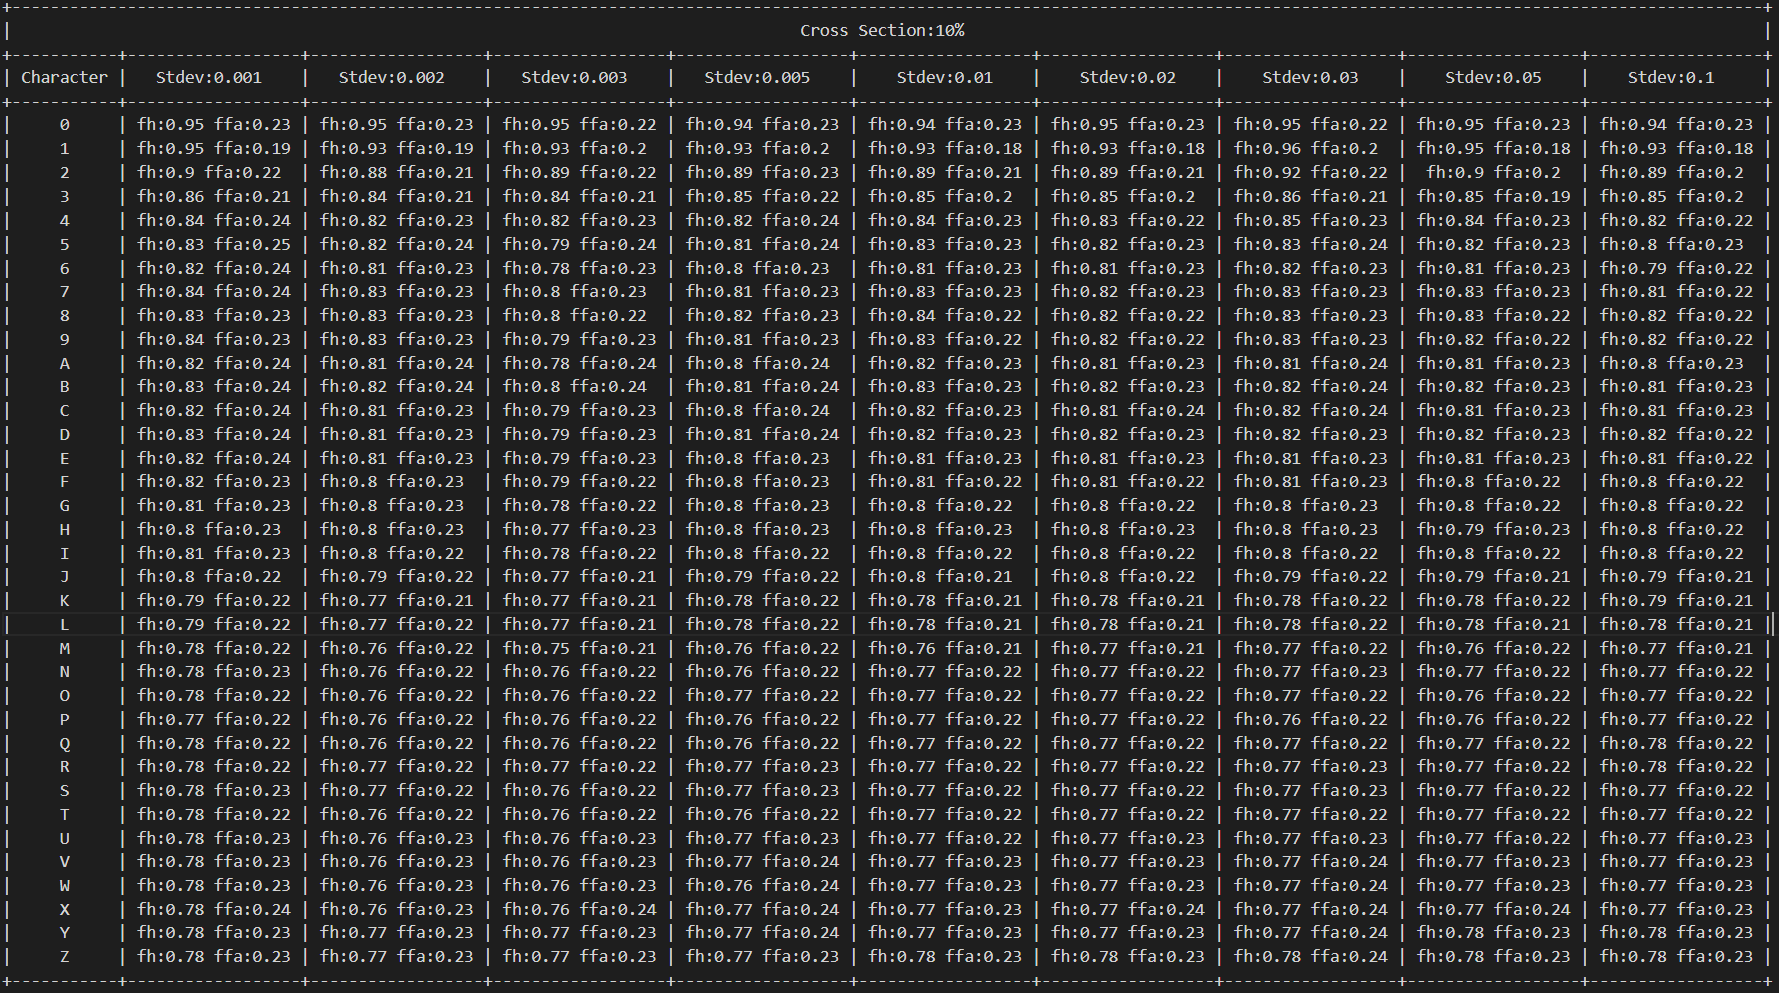 Cross Section:10%
| Character | Stdev:0.001 | Stdev:0.002 | Stdev:0.003 | Stdev:0.005 | Stdev:0.01 | Stdev:0.02 | Stdev:0.03 | Stdev:0.05 | Stdev:0.1 |
| 0 | fh:0.95 ffa:0.23 | fh:0.95 ffa:0.23 | fh:0.95 ffa:0.22 | fh:0.94 ffa:0.23 | fh:0.94 ffa:0.23 | fh:0.95 ffa:0.23 | fh:0.95 ffa:0.22 | fh:0.95 ffa:0.23 | fh:0.94 ffa:0.23 |
| 1 | fh:0.95 ffa:0.19 | fh:0.93 ffa:0.19 | fh:0.93 ffa:0.2 | fh:0.93 ffa:0.2 | fh:0.93 ffa:0.18 | fh:0.93 ffa:0.18 | fh:0.96 ffa:0.2 | fh:0.95 ffa:0.18 | fh:0.93 ffa:0.18 |
| 2 | fh:0.9 ffa:0.22 | fh:0.88 ffa:0.21 | fh:0.89 ffa:0.22 | fh:0.89 ffa:0.23 | fh:0.89 ffa:0.21 | fh:0.89 ffa:0.21 | fh:0.92 ffa:0.22 | fh:0.9 ffa:0.2 | fh:0.89 ffa:0.2 |
| 3 | fh:0.86 ffa:0.21 | fh:0.84 ffa:0.21 | fh:0.84 ffa:0.21 | fh:0.85 ffa:0.22 | fh:0.85 ffa:0.2 | fh:0.85 ffa:0.2 | fh:0.86 ffa:0.21 | fh:0.85 ffa:0.19 | fh:0.85 ffa:0.2 |
| 4 | fh:0.84 ffa:0.24 | fh:0.82 ffa:0.23 | fh:0.82 ffa:0.23 | fh:0.82 ffa:0.24 | fh:0.84 ffa:0.23 | fh:0.83 ffa:0.22 | fh:0.85 ffa:0.23 | fh:0.84 ffa:0.23 | fh:0.82 ffa:0.22 |
| 5 | fh:0.83 ffa:0.25 | fh:0.82 ffa:0.24 | fh:0.79 ffa:0.24 | fh:0.81 ffa:0.24 | fh:0.83 ffa:0.23 | fh:0.82 ffa:0.23 | fh:0.83 ffa:0.24 | fh:0.82 ffa:0.23 | fh:0.8 ffa:0.23 |
| 6 | fh:0.82 ffa:0.24 | fh:0.81 ffa:0.23 | fh:0.78 ffa:0.23 | fh:0.8 ffa:0.23 | fh:0.81 ffa:0.23 | fh:0.81 ffa:0.23 | fh:0.82 ffa:0.23 | fh:0.81 ffa:0.23 | fh:0.79 ffa:0.22 |
| 7 | fh:0.84 ffa:0.24 | fh:0.83 ffa:0.23 | fh:0.8 ffa:0.23 | fh:0.81 ffa:0.23 | fh:0.83 ffa:0.23 | fh:0.82 ffa:0.23 | fh:0.83 ffa:0.23 | fh:0.83 ffa:0.23 | fh:0.81 ffa:0.22 |
| 8 | fh:0.83 ffa:0.23 | fh:0.83 ffa:0.23 | fh:0.8 ffa:0.22 | fh:0.82 ffa:0.23 | fh:0.84 ffa:0.22 | fh:0.82 ffa:0.22 | fh:0.83 ffa:0.23 | fh:0.83 ffa:0.22 | fh:0.82 ffa:0.22 |
| 9 | fh:0.84 ffa:0.23 | fh:0.83 ffa:0.23 | fh:0.79 ffa:0.23 | fh:0.81 ffa:0.23 | fh:0.83 ffa:0.22 | fh:0.82 ffa:0.22 | fh:0.83 ffa:0.23 | fh:0.82 ffa:0.22 | fh:0.82 ffa:0.22 |
| A | fh:0.82 ffa:0.24 | fh:0.81 ffa:0.24 | fh:0.78 ffa:0.24 | fh:0.8 ffa:0.24 | fh:0.82 ffa:0.23 | fh:0.81 ffa:0.23 | fh:0.81 ffa:0.24 | fh:0.81 ffa:0.23 | fh:0.8 ffa:0.23 |
| B | fh:0.83 ffa:0.24 | fh:0.82 ffa:0.24 | fh:0.8 ffa:0.24 | fh:0.81 ffa:0.24 | fh:0.83 ffa:0.23 | fh:0.82 ffa:0.23 | fh:0.82 ffa:0.24 | fh:0.82 ffa:0.23 | fh:0.81 ffa:0.23 |
| C | fh:0.82 ffa:0.24 | fh:0.81 ffa:0.23 | fh:0.79 ffa:0.23 | fh:0.8 ffa:0.24 | fh:0.82 ffa:0.23 | fh:0.81 ffa:0.24 | fh:0.82 ffa:0.24 | fh:0.81 ffa:0.23 | fh:0.81 ffa:0.23 |
| D | fh:0.83 ffa:0.24 | fh:0.81 ffa:0.23 | fh:0.79 ffa:0.23 | fh:0.81 ffa:0.24 | fh:0.82 ffa:0.23 | fh:0.82 ffa:0.23 | fh:0.82 ffa:0.23 | fh:0.82 ffa:0.23 | fh:0.82 ffa:0.22 |
| E | fh:0.82 ffa:0.24 | fh:0.81 ffa:0.23 | fh:0.79 ffa:0.23 | fh:0.8 ffa:0.23 | fh:0.81 ffa:0.23 | fh:0.81 ffa:0.23 | fh:0.81 ffa:0.23 | fh:0.81 ffa:0.23 | fh:0.81 ffa:0.22 |
| F | fh:0.82 ffa:0.23 | fh:0.8 ffa:0.23 | fh:0.79 ffa:0.22 | fh:0.8 ffa:0.23 | fh:0.81 ffa:0.22 | fh:0.81 ffa:0.22 | fh:0.81 ffa:0.23 | fh:0.8 ffa:0.22 | fh:0.8 ffa:0.22 |
| G | fh:0.81 ffa:0.23 | fh:0.8 ffa:0.23 | fh:0.78 ffa:0.22 | fh:0.8 ffa:0.23 | fh:0.8 ffa:0.22 | fh:0.8 ffa:0.22 | fh:0.8 ffa:0.23 | fh:0.8 ffa:0.22 | fh:0.8 ffa:0.22 |
| H | fh:0.8 ffa:0.23 | fh:0.8 ffa:0.23 | fh:0.77 ffa:0.23 | fh:0.8 ffa:0.23 | fh:0.8 ffa:0.23 | fh:0.8 ffa:0.23 | fh:0.8 ffa:0.23 | fh:0.79 ffa:0.23 | fh:0.8 ffa:0.22 |
| I | fh:0.81 ffa:0.23 | fh:0.8 ffa:0.22 | fh:0.78 ffa:0.22 | fh:0.8 ffa:0.22 | fh:0.8 ffa:0.22 | fh:0.8 ffa:0.22 | fh:0.8 ffa:0.22 | fh:0.8 ffa:0.22 | fh:0.8 ffa:0.22 |
| J | fh:0.8 ffa:0.22 | fh:0.79 ffa:0.22 | fh:0.77 ffa:0.21 | fh:0.79 ffa:0.22 | fh:0.8 ffa:0.21 | fh:0.8 ffa:0.22 | fh:0.79 ffa:0.22 | fh:0.79 ffa:0.21 | fh:0.79 ffa:0.21 |
| K | fh:0.79 ffa:0.22 | fh:0.77 ffa:0.21 | fh:0.77 ffa:0.21 | fh:0.78 ffa:0.22 | fh:0.78 ffa:0.21 | fh:0.78 ffa:0.21 | fh:0.78 ffa:0.22 | fh:0.78 ffa:0.22 | fh:0.79 ffa:0.21 |
| L | fh:0.79 ffa:0.22 | fh:0.77 ffa:0.22 | fh:0.77 ffa:0.21 | fh:0.78 ffa:0.22 | fh:0.78 ffa:0.21 | fh:0.78 ffa:0.21 | fh:0.78 ffa:0.22 | fh:0.78 ffa:0.21 | fh:0.78 ffa:0.21 |
| M | fh:0.78 ffa:0.22 | fh:0.76 ffa:0.22 | fh:0.75 ffa:0.21 | fh:0.76 ffa:0.22 | fh:0.76 ffa:0.21 | fh:0.77 ffa:0.21 | fh:0.77 ffa:0.22 | fh:0.76 ffa:0.22 | fh:0.77 ffa:0.21 |
| N | fh:0.78 ffa:0.23 | fh:0.76 ffa:0.22 | fh:0.76 ffa:0.22 | fh:0.76 ffa:0.22 | fh:0.77 ffa:0.22 | fh:0.77 ffa:0.22 | fh:0.77 ffa:0.23 | fh:0.77 ffa:0.22 | fh:0.77 ffa:0.22 |
| O | fh:0.78 ffa:0.22 | fh:0.76 ffa:0.22 | fh:0.76 ffa:0.22 | fh:0.76 ffa:0.22 | fh:0.77 ffa:0.22 | fh:0.77 ffa:0.22 | fh:0.77 ffa:0.22 | fh:0.76 ffa:0.22 | fh:0.77 ffa:0.22 |
| P | fh:0.77 ffa:0.22 | fh:0.76 ffa:0.22 | fh:0.76 ffa:0.22 | fh:0.76 ffa:0.22 | fh:0.77 ffa:0.22 | fh:0.77 ffa:0.22 | fh:0.76 ffa:0.22 | fh:0.76 ffa:0.22 | fh:0.77 ffa:0.22 |
| Q | fh:0.78 ffa:0.22 | fh:0.76 ffa:0.22 | fh:0.76 ffa:0.22 | fh:0.76 ffa:0.22 | fh:0.77 ffa:0.22 | fh:0.77 ffa:0.22 | fh:0.77 ffa:0.22 | fh:0.77 ffa:0.22 | fh:0.78 ffa:0.22 |
| R | fh:0.78 ffa:0.22 | fh:0.77 ffa:0.22 | fh:0.77 ffa:0.22 | fh:0.77 ffa:0.23 | fh:0.77 ffa:0.22 | fh:0.77 ffa:0.22 | fh:0.77 ffa:0.23 | fh:0.77 ffa:0.22 | fh:0.78 ffa:0.22 |
| S | fh:0.78 ffa:0.23 | fh:0.77 ffa:0.22 | fh:0.76 ffa:0.22 | fh:0.77 ffa:0.23 | fh:0.77 ffa:0.22 | fh:0.77 ffa:0.22 | fh:0.77 ffa:0.23 | fh:0.77 ffa:0.22 | fh:0.77 ffa:0.22 |
| T | fh:0.78 ffa:0.22 | fh:0.76 ffa:0.22 | fh:0.76 ffa:0.22 | fh:0.76 ffa:0.22 | fh:0.77 ffa:0.22 | fh:0.77 ffa:0.22 | fh:0.77 ffa:0.22 | fh:0.77 ffa:0.22 | fh:0.77 ffa:0.22 |
| U | fh:0.78 ffa:0.23 | fh:0.76 ffa:0.23 | fh:0.76 ffa:0.23 | fh:0.77 ffa:0.23 | fh:0.77 ffa:0.22 | fh:0.77 ffa:0.23 | fh:0.77 ffa:0.23 | fh:0.77 ffa:0.22 | fh:0.77 ffa:0.23 |
| V | fh:0.78 ffa:0.23 | fh:0.76 ffa:0.23 | fh:0.76 ffa:0.23 | fh:0.77 ffa:0.24 | fh:0.77 ffa:0.23 | fh:0.77 ffa:0.23 | fh:0.77 ffa:0.24 | fh:0.77 ffa:0.23 | fh:0.77 ffa:0.23 |
| W | fh:0.78 ffa:0.23 | fh:0.76 ffa:0.23 | fh:0.76 ffa:0.23 | fh:0.76 ffa:0.24 | fh:0.77 ffa:0.23 | fh:0.77 ffa:0.23 | fh:0.77 ffa:0.24 | fh:0.77 ffa:0.23 | fh:0.77 ffa:0.23 |
| X | fh:0.78 ffa:0.24 | fh:0.76 ffa:0.23 | fh:0.76 ffa:0.24 | fh:0.77 ffa:0.24 | fh:0.77 ffa:0.23 | fh:0.77 ffa:0.24 | fh:0.77 ffa:0.24 | fh:0.77 ffa:0.24 | fh:0.77 ffa:0.23 |
| Y | fh:0.78 ffa:0.23 | fh:0.77 ffa:0.23 | fh:0.77 ffa:0.23 | fh:0.77 ffa:0.24 | fh:0.77 ffa:0.23 | fh:0.77 ffa:0.23 | fh:0.77 ffa:0.24 | fh:0.78 ffa:0.23 | fh:0.78 ffa:0.23 |
| Z | fh:0.78 ffa:0.23 | fh:0.77 ffa:0.23 | fh:0.77 ffa:0.23 | fh:0.77 ffa:0.23 | fh:0.78 ffa:0.23 | fh:0.78 ffa:0.23 | fh:0.78 ffa:0.24 | fh:0.78 ffa:0.23 | fh:0.78 ffa:0.23 |